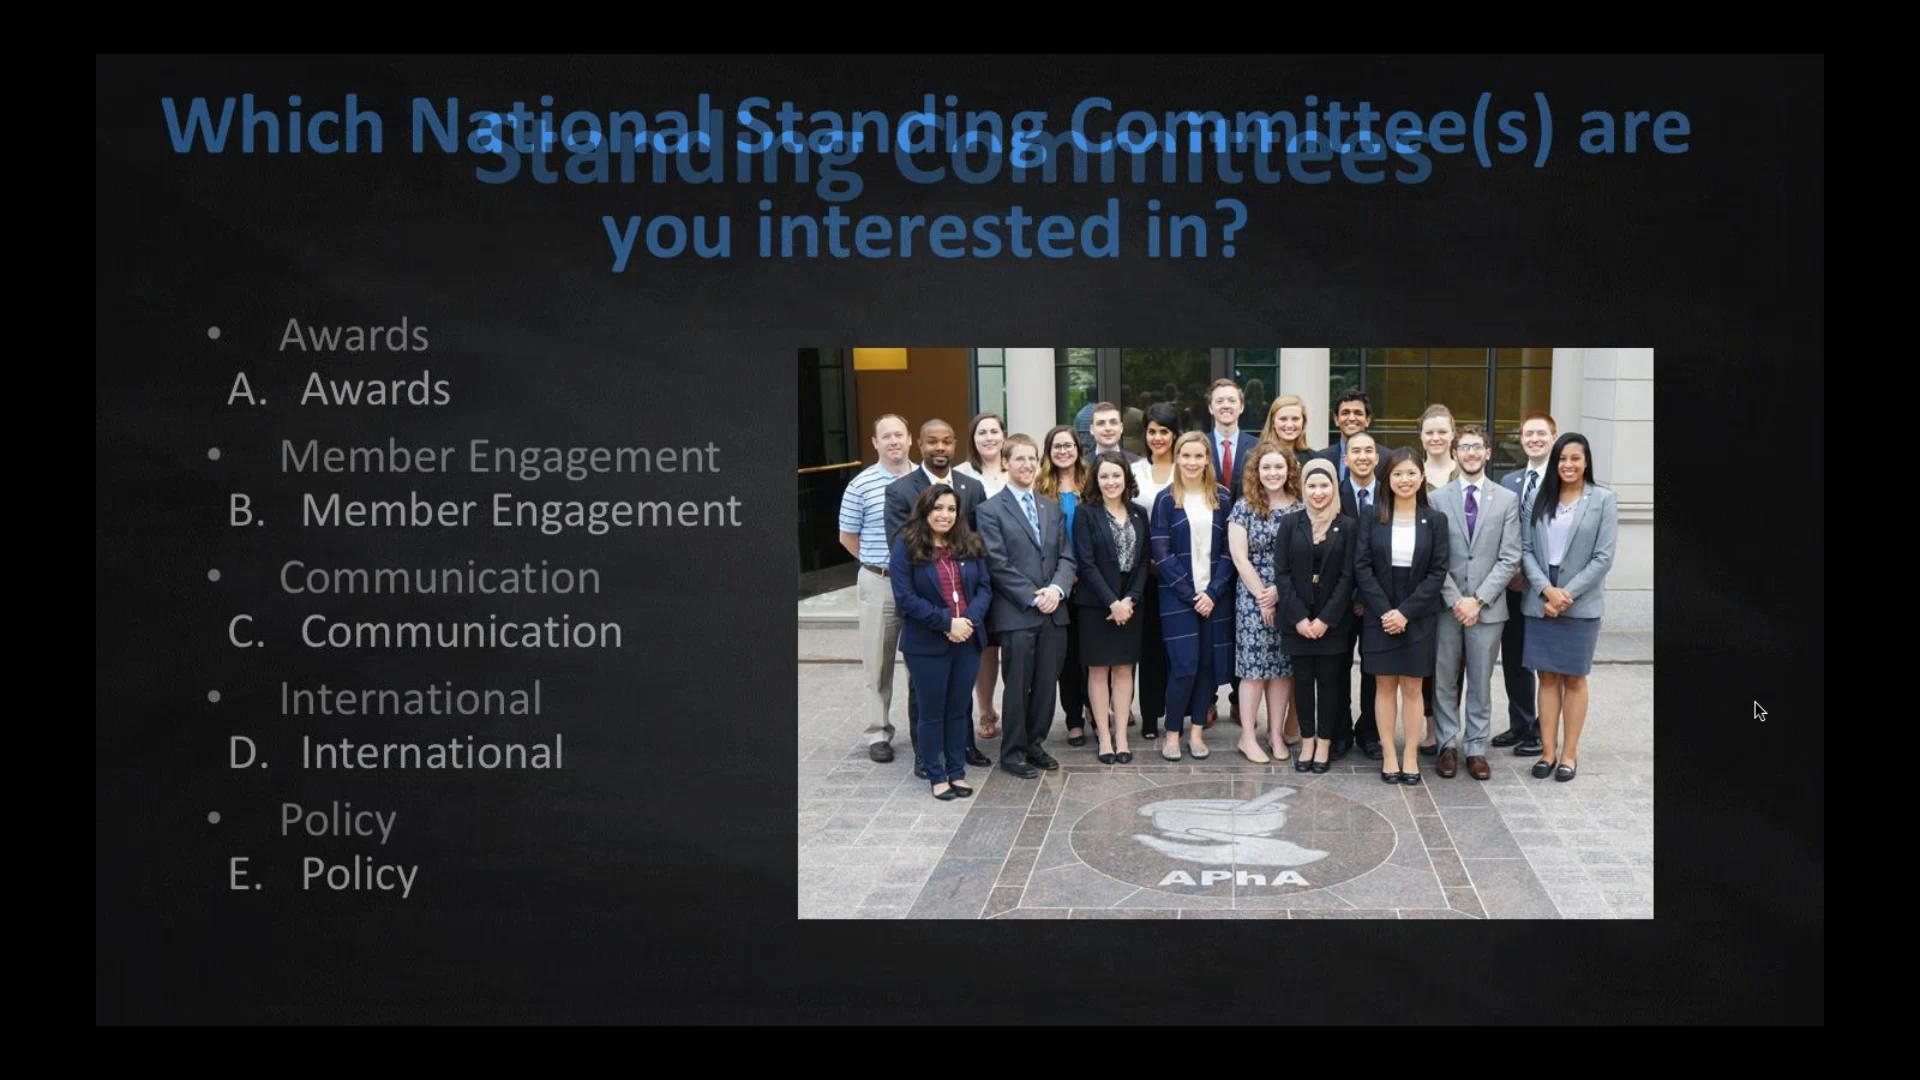 Which National Standing Committee(s) are
Standing Committees
you interested in?
• Awards
A. Awards
• Member Engagement
B. Member Engagement
• Communication
C. Communication
• International
D. International
• Policy
E. Policy
APhA